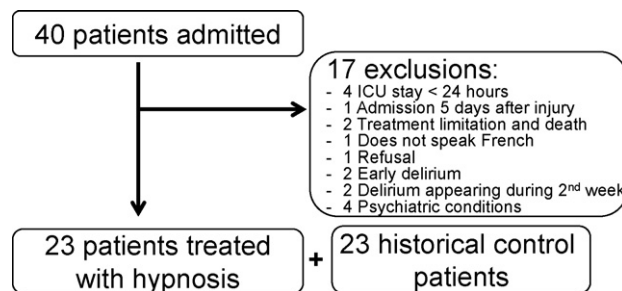 40 patients admitted
17 exclusions:
- 4 ICU stay < 24 hours
- 1 Admission 5 days after injury
- 2 Treatment limitation and death
- 1 Does not speak French
- 1 Refusal
- 2 Early delirium
- 2 Delirium appearing during 2nd week
- 4 Psychiatric conditions
23 patients treated
with hypnosis
+
23 historical control
patients